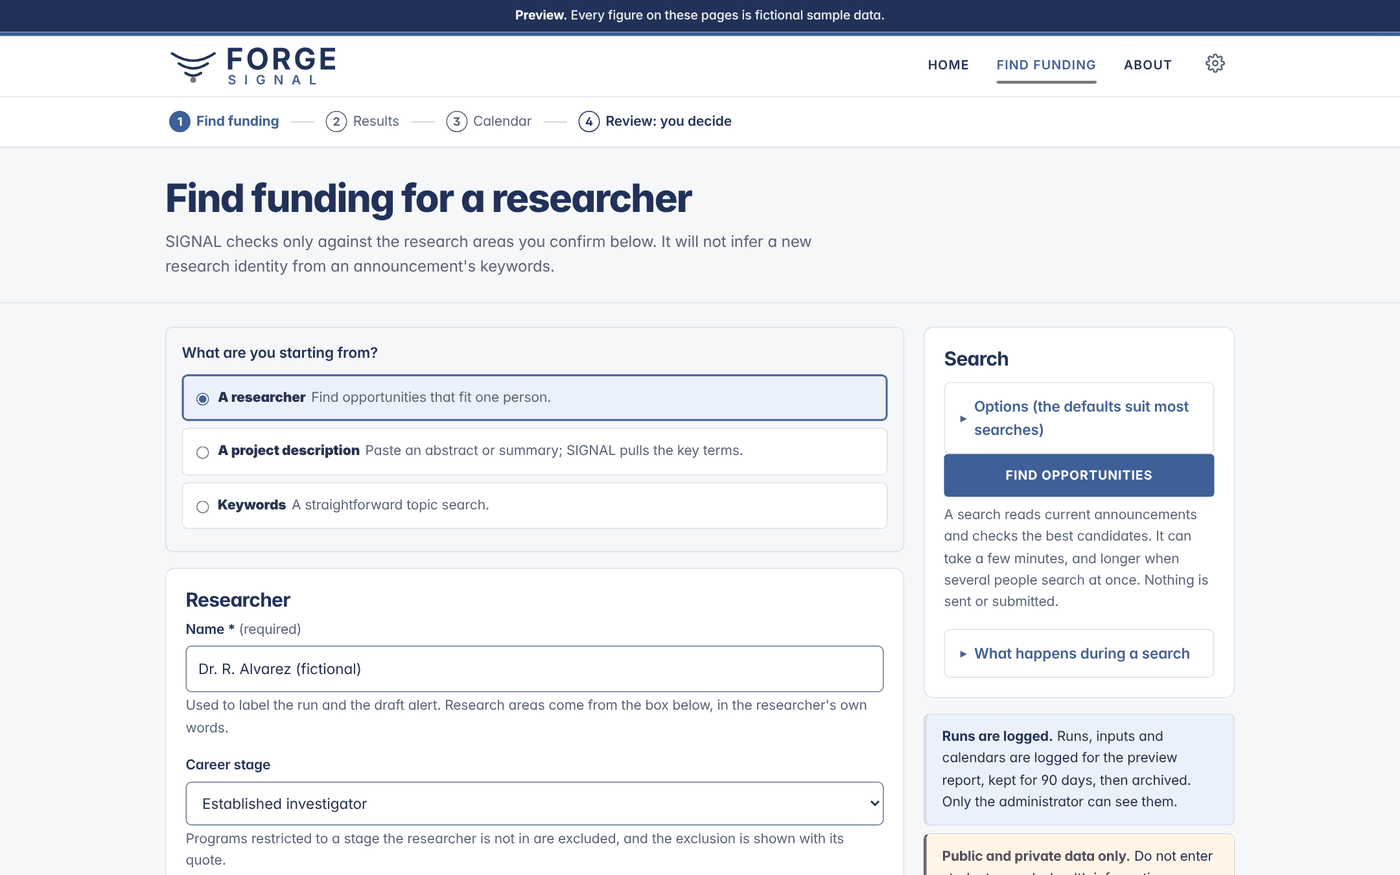 Preview. Every figure on these pages is fictional sample data.
FORGE
SIGNAL
HOME
FIND FUNDING
ABOUT
1 Find funding
2 Results
3 Calendar
4 Review: you decide
Find funding for a researcher
SIGNAL checks only against the research areas you confirm below. It will not infer a new
research identity from an announcement's keywords.
What are you starting from?
A researcher Find opportunities that fit one person.
A project description Paste an abstract or summary; SIGNAL pulls the key terms.
Keywords A straightforward topic search.
Researcher
Name * (required)
Dr. R. Alvarez (fictional)
Used to label the run and the draft alert. Research areas come from the box below, in the researcher's own
words.
Career stage
Established investigator
Programs restricted to a stage the researcher is not in are excluded, and the exclusion is shown with its
quote.
Search
Options (the defaults suit most
searches)
FIND OPPORTUNITIES
A search reads current announcements
and checks the best candidates. It can
take a few minutes, and longer when
several people search at once. Nothing is
sent or submitted.
What happens during a search
Runs are logged. Runs, inputs and
calendars are logged for the preview
report, kept for 90 days, then archived.
Only the administrator can see them.
Public and private data only. Do not enter